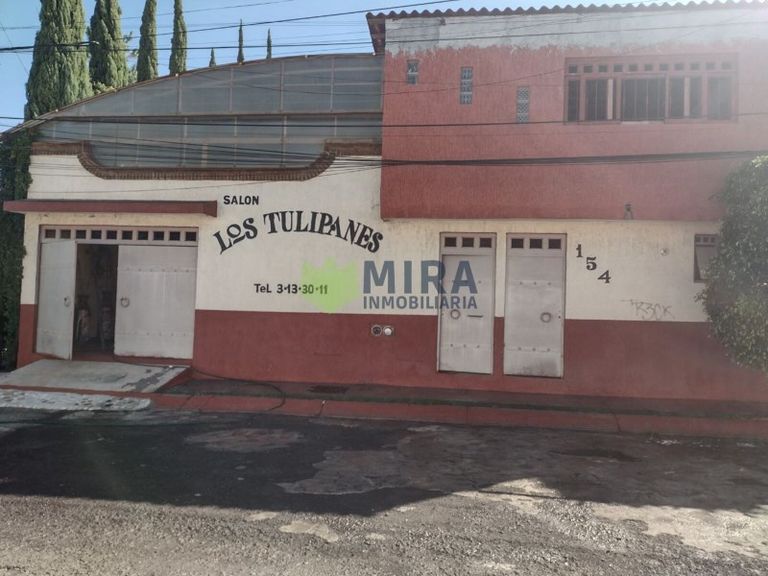 SALON
LOS TULIPANES
Tel 3·13·30·11
154
MIRA
INMOBILIARIA